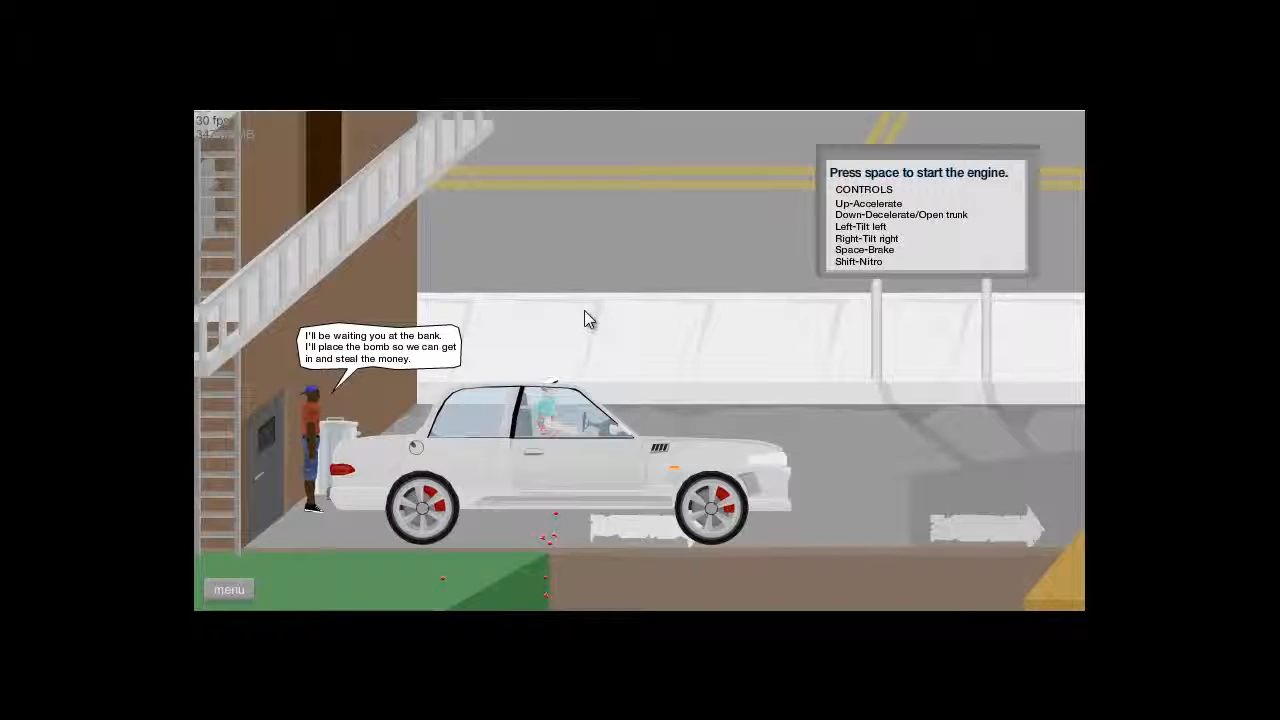 30 fps
Press space to start the engine.
CONTROLS
Up-Accelerate
Down-Decelerate/Open trunk
Left-Tilt left
Right-Tilt right
Space-Brake
Shift-Nitro
I'll be waiting you at the bank.
I'll place the bomb so we can get
in and steal the money.
menu